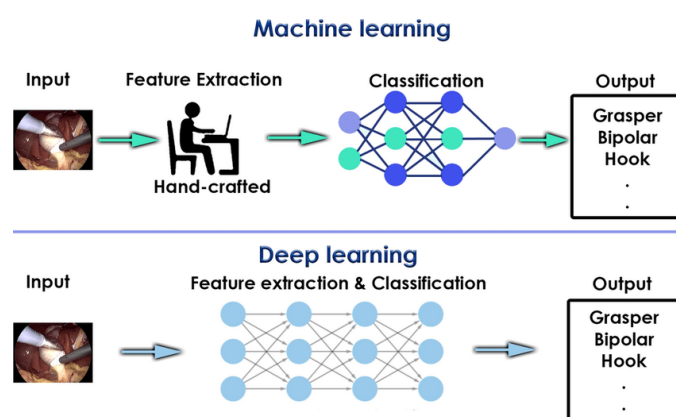 Machine learning
Input
Feature Extraction
Classification
Output
Hand-crafted
Grasper
Bipolar
Hook
.
.
Deep learning
Input
Feature extraction & Classification
Output
Grasper
Bipolar
Hook
.
.